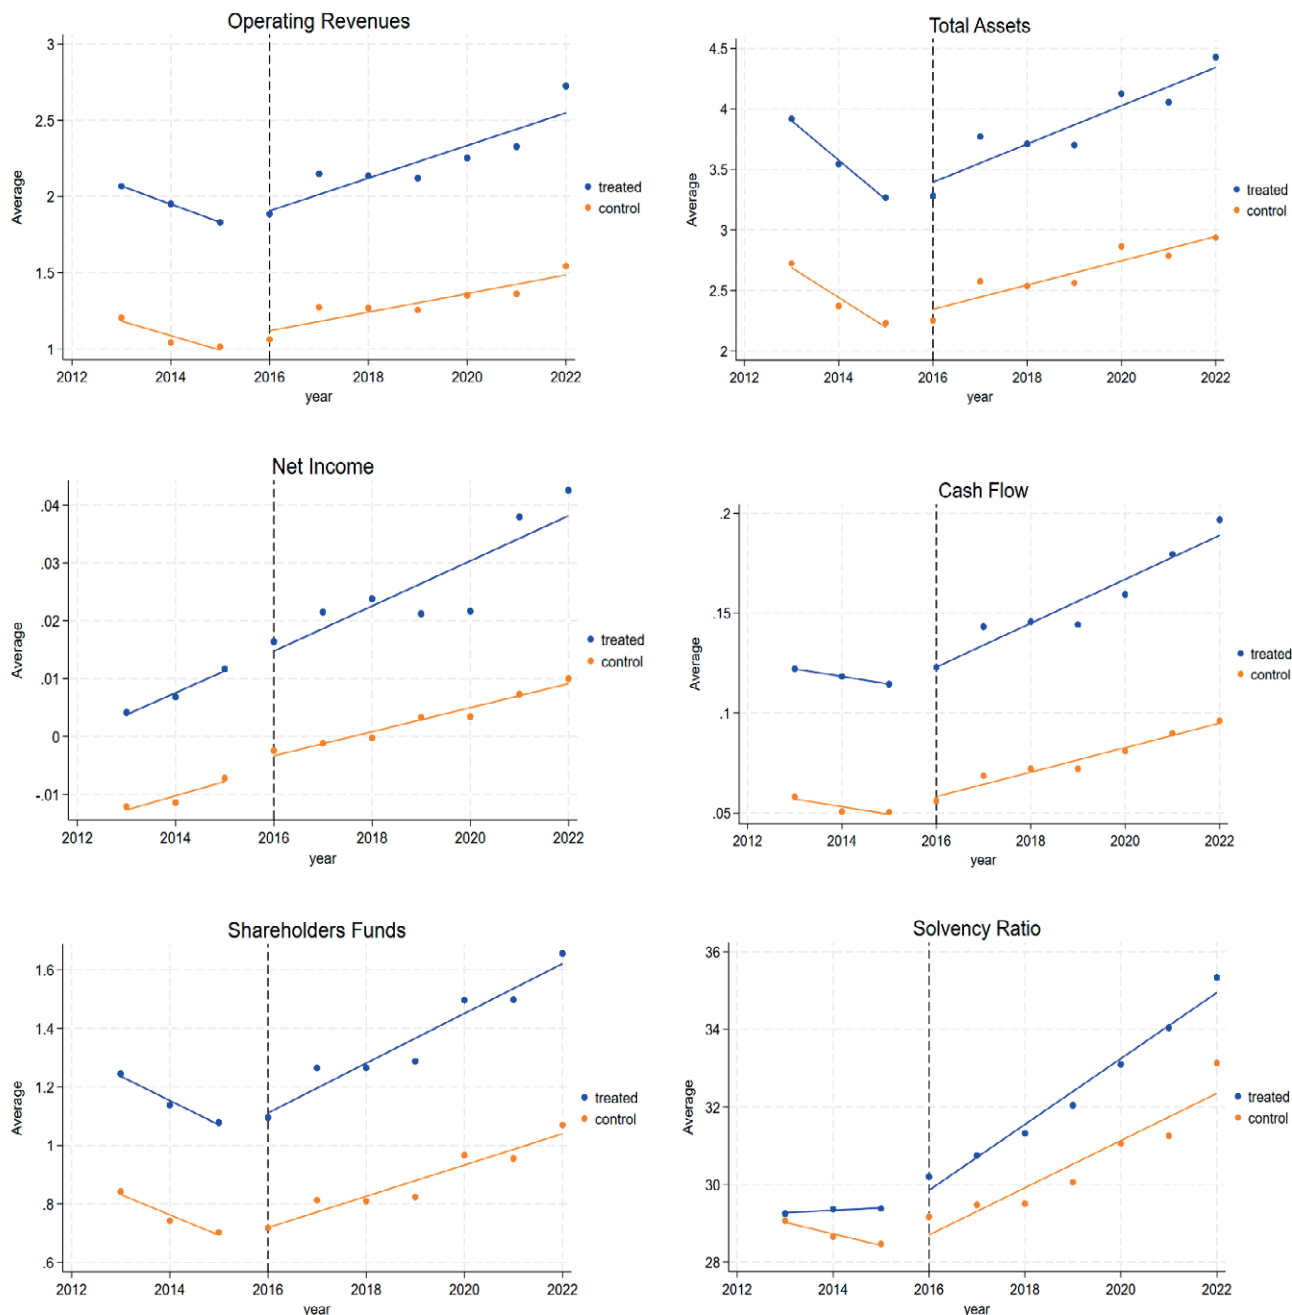 Operating Revenues
3
2.5
2
1.5
1
Average
2012 2014 2016 2018 2020 2022
year
treated
control
Total Assets
4.5
4
3.5
3
2.5
2
Average
2012 2014 2016 2018 2020 2022
year
treated
control
Net Income
.04
.03
.02
.01
0
-.01
Average
2012 2014 2016 2018 2020 2022
year
treated
control
Cash Flow
.2
.15
.1
.05
Average
2012 2014 2016 2018 2020 2022
year
treated
control
Shareholders Funds
1.6
1.4
1.2
1
.8
.6
Average
2012 2014 2016 2018 2020 2022
year
treated
control
Solvency Ratio
36
34
32
30
28
Average
2012 2014 2016 2018 2020 2022
year
treated
control